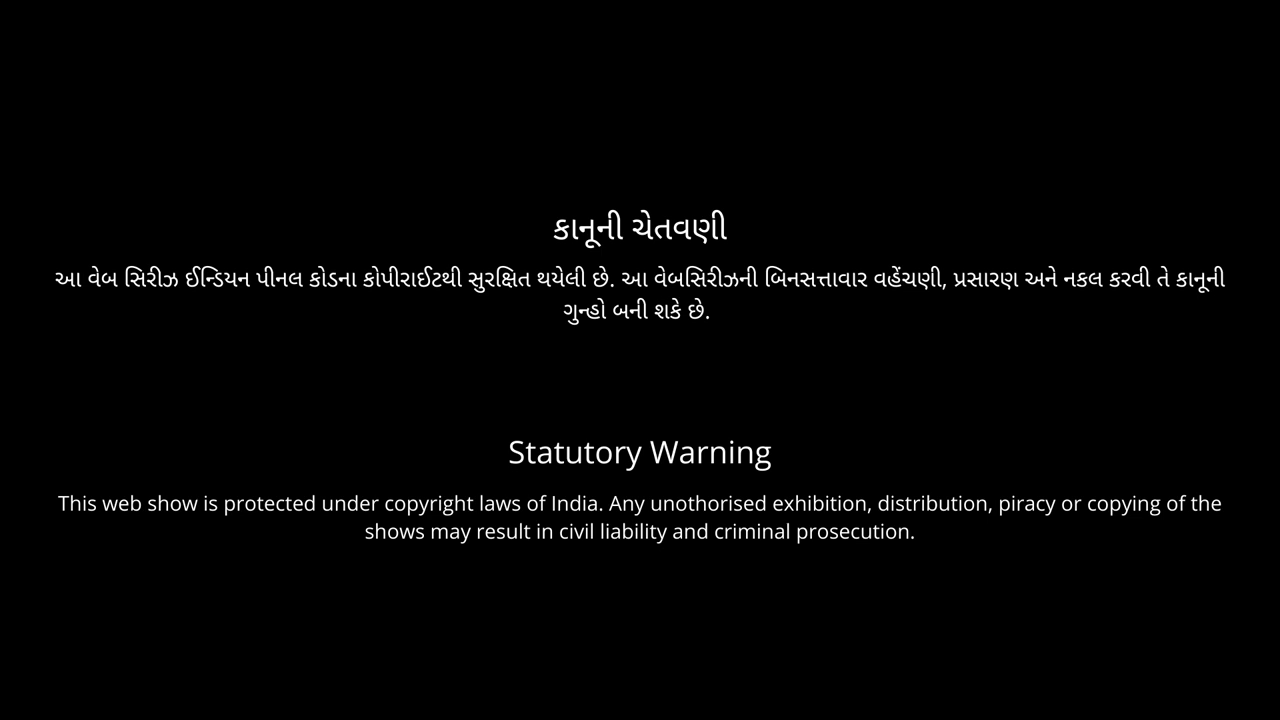 કાનૂની ચેતવણી
આ વેબ સિરીઝ ઈન્ડિયન પીનલ કોડના કોપીરાઈટથી સુરક્ષિત થયેલી છે. આ વેબસિરીઝની બિનસત્તાવાર વહેંચણી, પ્રસારણ અને નકલ કરવી તે કાનૂની
ગુન્હો બની શકે છે.
Statutory Warning
This web show is protected under copyright laws of India. Any unothorised exhibition, distribution, piracy or copying of the
shows may result in civil liability and criminal prosecution.